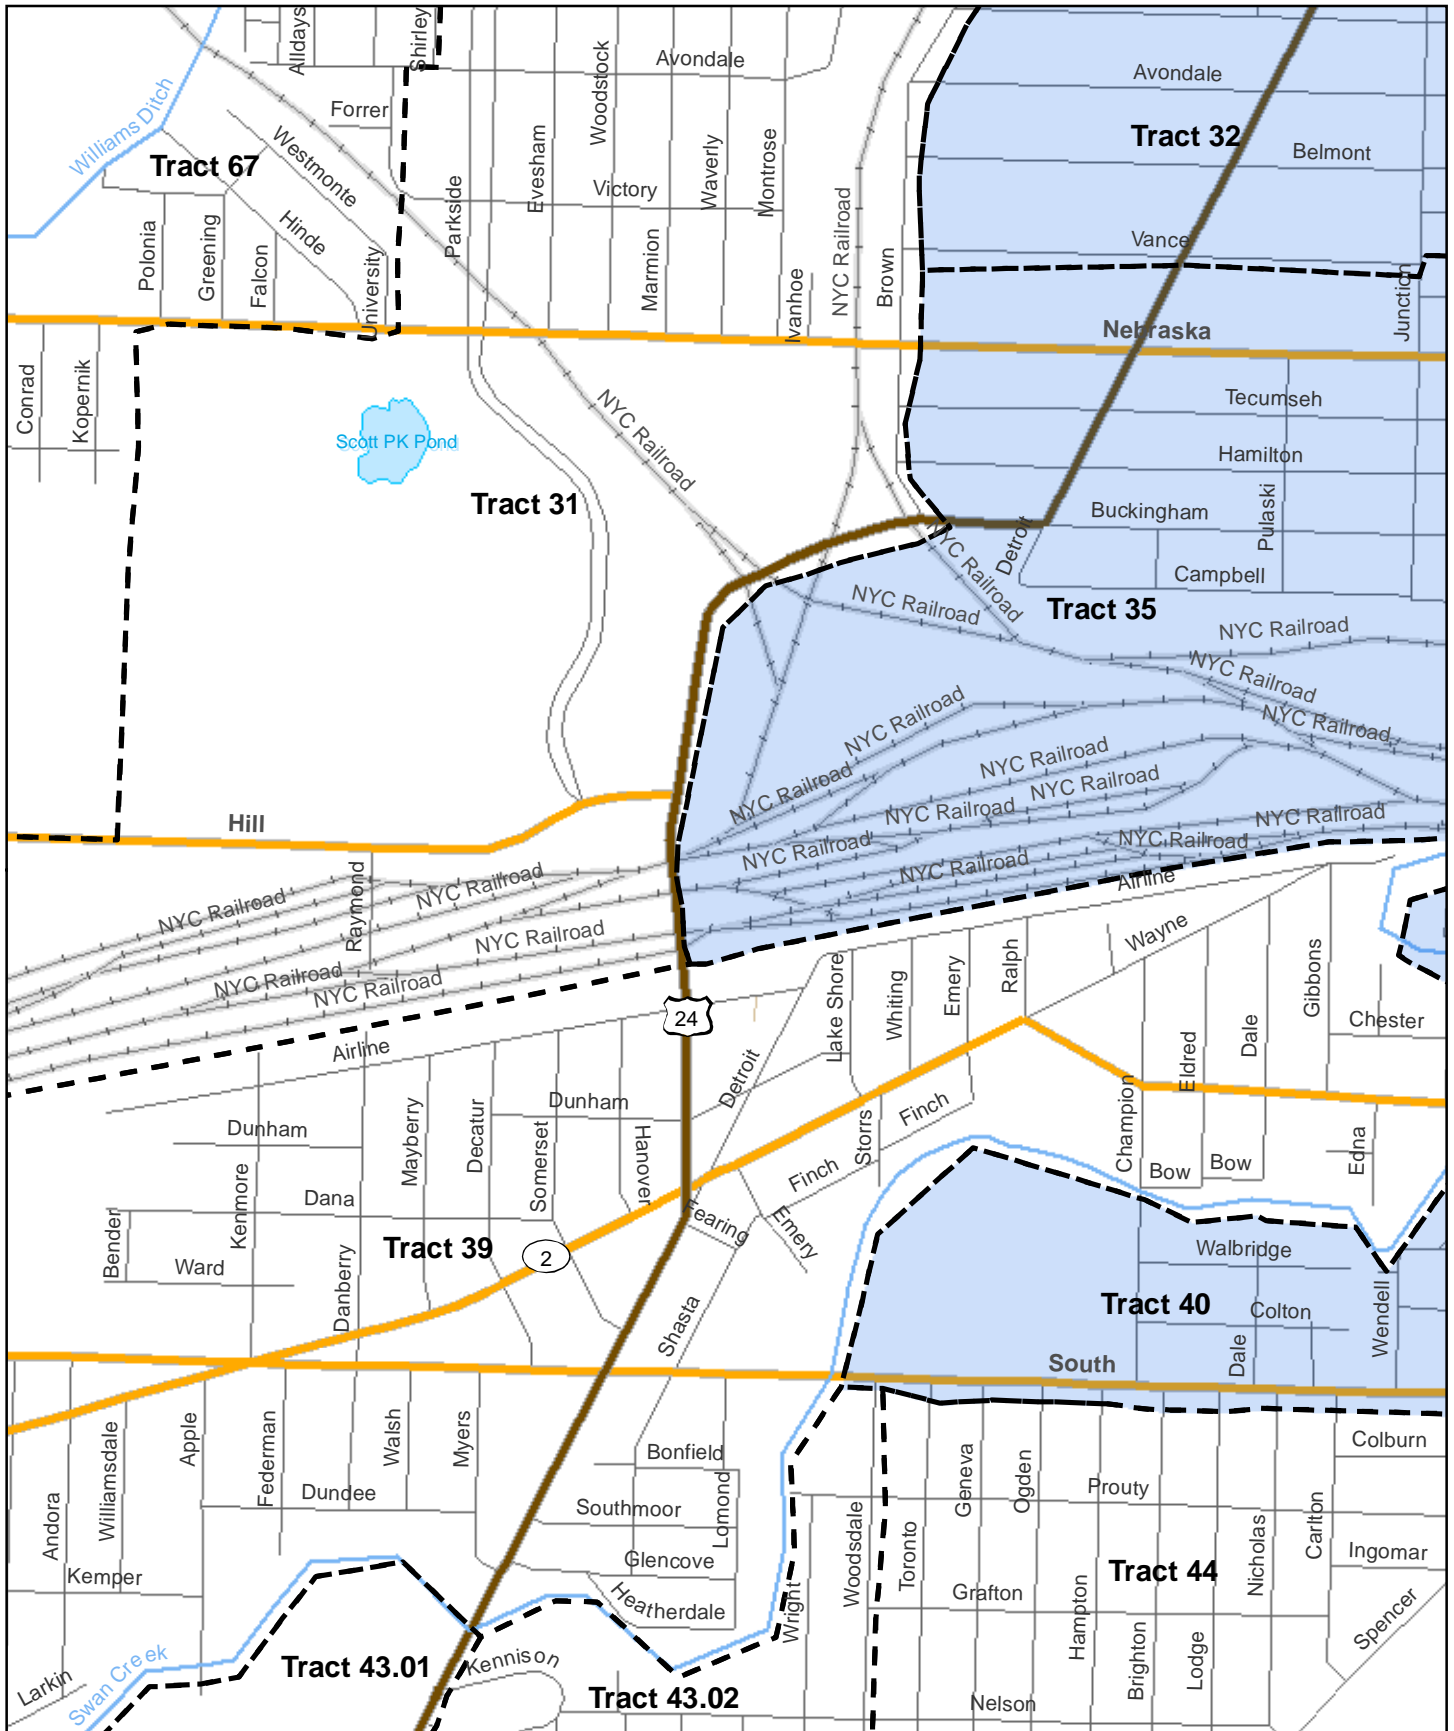 Alldays
Shirley
Woodstock
Avondale
Avondale
Williams Ditch
Forrer
Tract 67
Westmonte
Tract 32
Belmont
Evesham
Waverly
Montrose
Victory
Parkside
NYC Railroad
Hinde
Polonia
Greening
Falcon
University
Marmion
Ivanhoe
Brown
Vance
Junction
Nebraska
Conrad
Kopernik
Scott PK Pond
NYC Railroad
Tecumseh
Hamilton
Tract 31
Buckingham
Pulaski
Detroit
NYC Railroad
Campbell
NYC Railroad
Tract 35
NYC Railroad
NYC Railroad
NYC Railroad
NYC Railroad
NYC Railroad
NYC Railroad
NYC Railroad
NYC Railroad
NYC Railroad
NYC Railroad
NYC Railroad
NYC Railroad
Hill
Raymond
NYC Railroad
NYC Railroad
NYC Railroad
NYC Railroad
NYC Railroad
Airline
Wayne
Lake Shore
Whiting
Emery
Ralph
Gibbons
Chester
Eldred
Dale
24
Airline
Detroit
Dunham
Dunham
Mayberry
Decatur
Somerset
Hanover
Storrs
Finch
Finch
Champion
Bow
Bow
Edna
Kenmore
Dana
Bender
Ward
Danberry
Tract 39
2
Fearing
Emery
Walbridge
Tract 40
Colton
Wendell
Shasta
Dale
South
Andora
Williamsdale
Apple
Federman
Walsh
Myers
Dundee
Bonfield
Southmoor
Lomond
Glencove
Heatherdale
Colburn
Geneva
Ogden
Prouty
Woodsdale
Toronto
Nicholas
Carlton
Ingomar
Tract 44
Kemper
Grafton
Hampton
Brighton
Lodge
Spencer
Wright
Larkin
Swan Creek
Tract 43.01
Kennison
Tract 43.02
Nelson